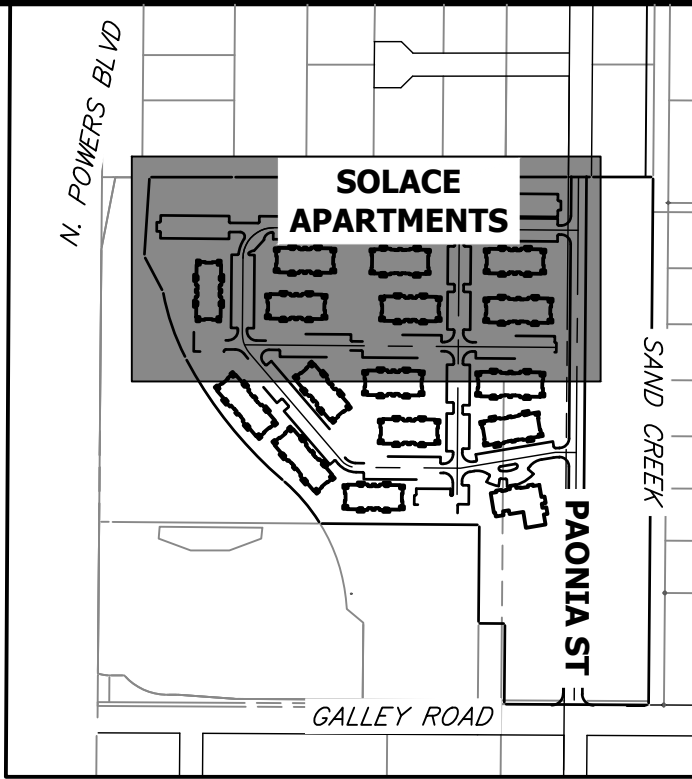 N. POWERS BLVD
SOLACE
APARTMENTS
SAND CREEK
PAONIA ST
GALLEY ROAD